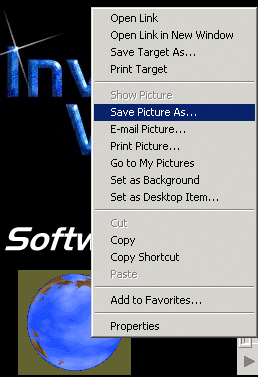 Open Link
Open Link in New Window
Save Target As...
Print Target
Show Picture
Save Picture As...
E-mail Picture...
Print Picture...
Go to My Pictures
Set as Background
Set as Desktop Item...
Cut
Copy
Copy Shortcut
Paste
Add to Favorites...
Properties